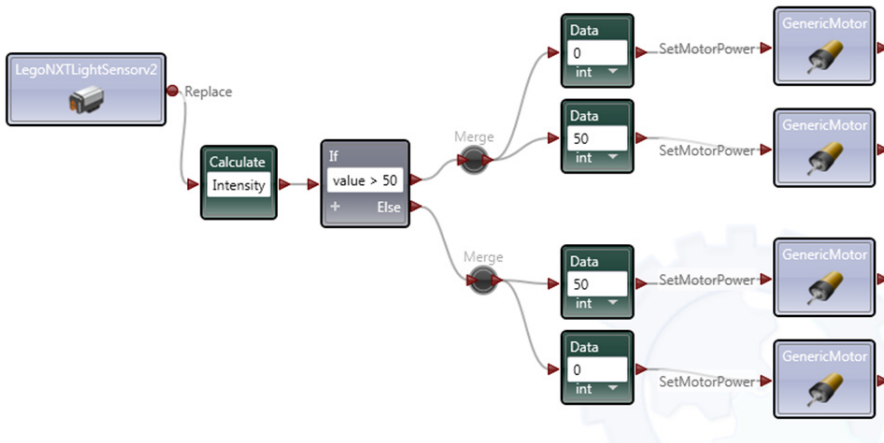 LegoNXTLightSensorv2
Replace
Calculate
Intensity
If
value > 50
Else
Merge
Data
0
int
SetMotorPower
GenericMotor
Data
50
int
SetMotorPower
GenericMotor
Merge
Data
50
int
SetMotorPower
GenericMotor
Data
0
int
SetMotorPower
GenericMotor